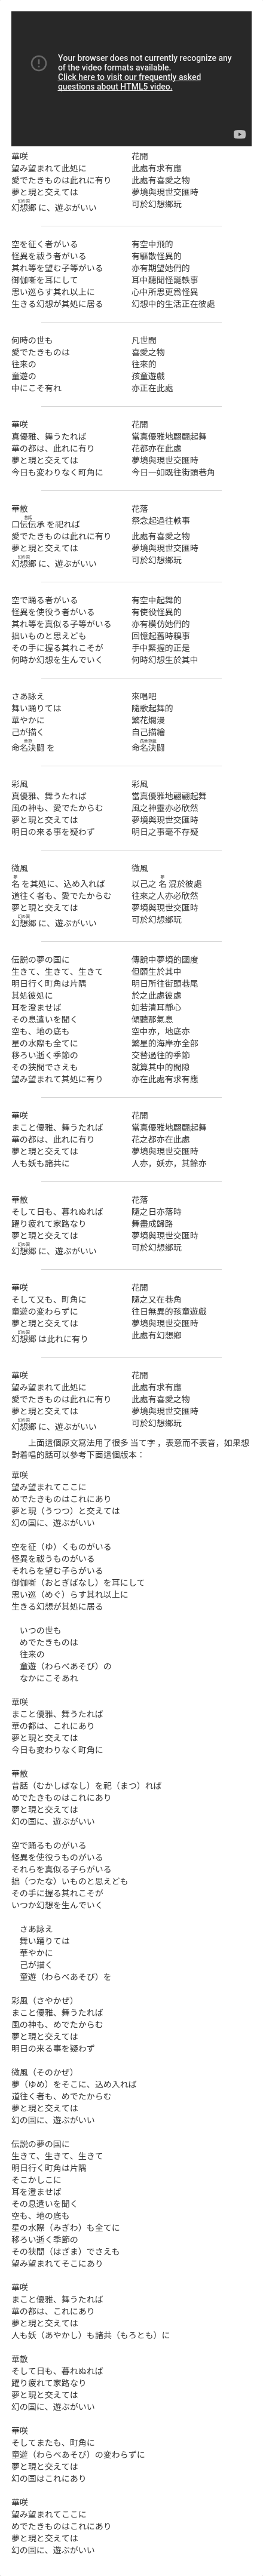 Your browser does not currently recognize any of the video formats available.
Click here to visit our frequently asked questions about HTML5 video.
華咲
望み望まれて此処に
愛でたきものは此れに有り
夢と現と交えては
幻想郷 に、遊ぶがいい
花開
此處有求有應
此處有喜愛之物
夢境與現世交匯時
可於幻想鄉玩
空を征く者がいる
怪異を祓う者がいる
其れ等を望む子等がいる
御伽噺を耳にして
思い巡らす其れ以上に
生きる幻想が其処に居る
有空中飛的
有驅散怪異的
亦有期望她們的
耳中聽聞怪誕軼事
心中所思更爲怪異
幻想中的生活正在彼處
何時の世も
愛でたきものは
往来の
童遊の
中にこそ有れ
凡世間
喜愛之物
往來的
孩童遊戲
亦正在此處
華咲
真優雅、舞うたれば
華の都は、此れに有り
夢と現と交えては
今日も変わりなく町角に
花開
當真優雅地翩翩起舞
花都亦在此處
夢境與現世交匯時
今日一如既往街頭巷角
華散
口伝伝承 を祀れば
愛でたきものは此れに有り
夢と現と交えては
幻想郷 に、遊ぶがいい
花落
祭念起過往軼事
此處有喜愛之物
夢境與現世交匯時
可於幻想鄉玩
空で踊る者がいる
怪異を使役う者がいる
其れ等を真似る子等がいる
拙いものと思えども
その手に握る其れこそが
何時か幻想を生んでいく
有空中起舞的
有使役怪異的
亦有模仿她們的
回憶起舊時糗事
手中緊握的正是
何時幻想生於其中
さあ詠え
舞い踊りては
華やかに
己が描く
命名決闘 を
來唱吧
隨歌起舞的
繁花爛漫
自己描繪
命名決闘
彩風
真優雅、舞うたれば
風の神も、愛でたからむ
夢と現と交えては
明日の来る事を疑わず
彩風
當真優雅地翩翩起舞
風之神靈亦必欣然
夢境與現世交匯時
明日之事毫不存疑
微風
名 を其処に、込め入れば
道往く者も、愛でたからむ
夢と現と交えては
幻想郷 に、遊ぶがいい
微風
以己之 名 混於彼處
往來之人亦必欣然
夢境與現世交匯時
可於幻想鄉玩
伝説の夢の国に
生きて、生きて、生きて
明日行く町角は片隅
其処彼処に
耳を澄ませば
その息遣いを聞く
空も、地の底も
星の水際も全てに
移ろい逝く季節の
その狭間でさえも
望み望まれて其処に有り
傳說中夢境的國度
但願生於其中
明日所往街頭巷尾
於之此處彼處
如若清耳靜心
傾聽那氣息
空中亦，地底亦
繁星的海岸亦全部
交替過往的季節
就算其中的間隙
亦在此處有求有應
華咲
まこと優雅、舞うたれば
華の都は、此れに有り
夢と現と交えては
人も妖も諸共に
花開
當真優雅地翩翩起舞
花之都亦在此處
夢境與現世交匯時
人亦，妖亦，其餘亦
華散
そして日も、暮れぬれば
躍り疲れて家路なり
夢と現と交えては
幻想郷 に、遊ぶがいい
花落
隨之日亦落時
舞盡成歸路
夢境與現世交匯時
可於幻想鄉玩
華咲
そして又も、町角に
童遊の変わらずに
夢と現と交えては
幻想郷 は此れに有り
花開
隨之又在巷角
往日無異的孩童遊戲
夢境與現世交匯時
此處有幻想鄉
華咲
望み望まれて此処に
愛でたきものは此れに有り
夢と現と交えては
幻想郷 に、遊ぶがいい
花開
此處有求有應
此處有喜愛之物
夢境與現世交匯時
可於幻想鄉玩
上面這個原文寫法用了很多 当て字 ，表意而不表音，如果想
對着唱的話可以參考下面這個版本：
華咲
望み望まれてここに
めでたきものはこれにあり
夢と現（うつつ）と交えては
幻の国に、遊ぶがいい
空を征（ゆ）くものがいる
怪異を祓うものがいる
それらを望む子らがいる
御伽噺（おとぎばなし）を耳にして
思い巡（めぐ）らす其れ以上に
生きる幻想が其処に居る
いつの世も
めでたきものは
往来の
童遊（わらべあそび）の
なかにこそあれ
華咲
まこと優雅、舞うたれば
華の都は、これにあり
夢と現と交えては
今日も変わりなく町角に
華散
昔話（むかしばなし）を祀（まつ）れば
めでたきものはこれにあり
夢と現と交えては
幻の国に、遊ぶがいい
空で踊るものがいる
怪異を使役うものがいる
それらを真似る子らがいる
拙（つたな）いものと思えども
その手に握る其れこそが
いつか幻想を生んでいく
さあ詠え
舞い踊りては
華やかに
己が描く
童遊（わらべあそび）を
彩風（さやかぜ）
まこと優雅、舞うたれば
風の神も、めでたからむ
夢と現と交えては
明日の来る事を疑わず
微風（そのかぜ）
夢（ゆめ）をそこに、込め入れば
道往く者も、めでたからむ
夢と現と交えては
幻の国に、遊ぶがいい
伝説の夢の国に
生きて、生きて、生きて
明日行く町角は片隅
そこかしこに
耳を澄ませば
その息遣いを聞く
空も、地の底も
星の水際（みぎわ）も全てに
移ろい逝く季節の
その狭間（はざま）でさえも
望み望まれてそこにあり
華咲
まこと優雅、舞うたれば
華の都は、これにあり
夢と現と交えては
人も妖（あやかし）も諸共（もろとも）に
華散
そして日も、暮れぬれば
躍り疲れて家路なり
夢と現と交えては
幻の国に、遊ぶがいい
華咲
そしてまたも、町角に
童遊（わらべあそび）の変わらずに
夢と現と交えては
幻の国はこれにあり
華咲
望み望まれてここに
めでたきものはこれにあり
夢と現と交えては
幻の国に、遊ぶがいい